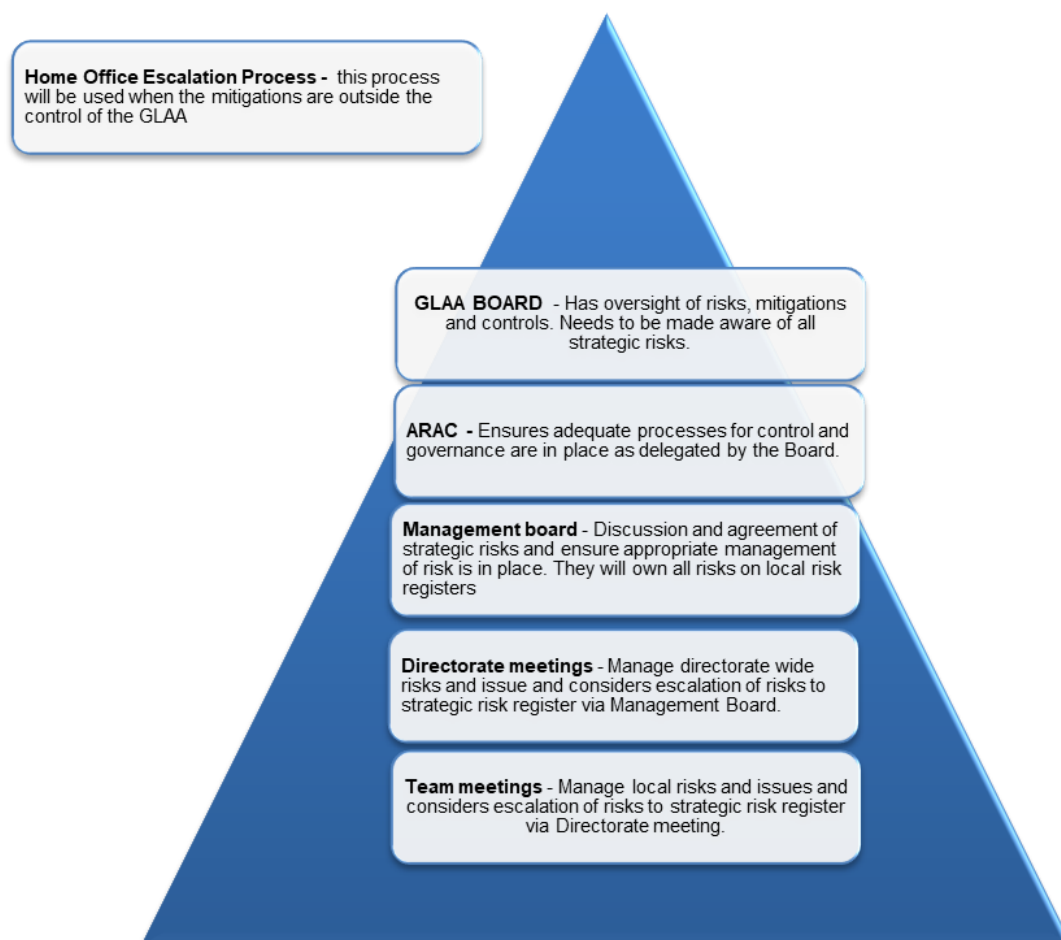 Home Office Escalation Process - this process
will be used when the mitigations are outside the
control of the GLAA
GLAA BOARD - Has oversight of risks, mitigations
and controls. Needs to be made aware of all
strategic risks.
ARAC - Ensures adequate processes for control and
governance are in place as delegated by the Board.
Management board - Discussion and agreement of
strategic risks and ensure appropriate management
of risk is in place. They will own all risks on local risk
registers
Directorate meetings - Manage directorate wide
risks and issue and considers escalation of risks to
strategic risk register via Management Board.
Team meetings - Manage local risks and issues and
considers escalation of risks to strategic risk register
via Directorate meeting.